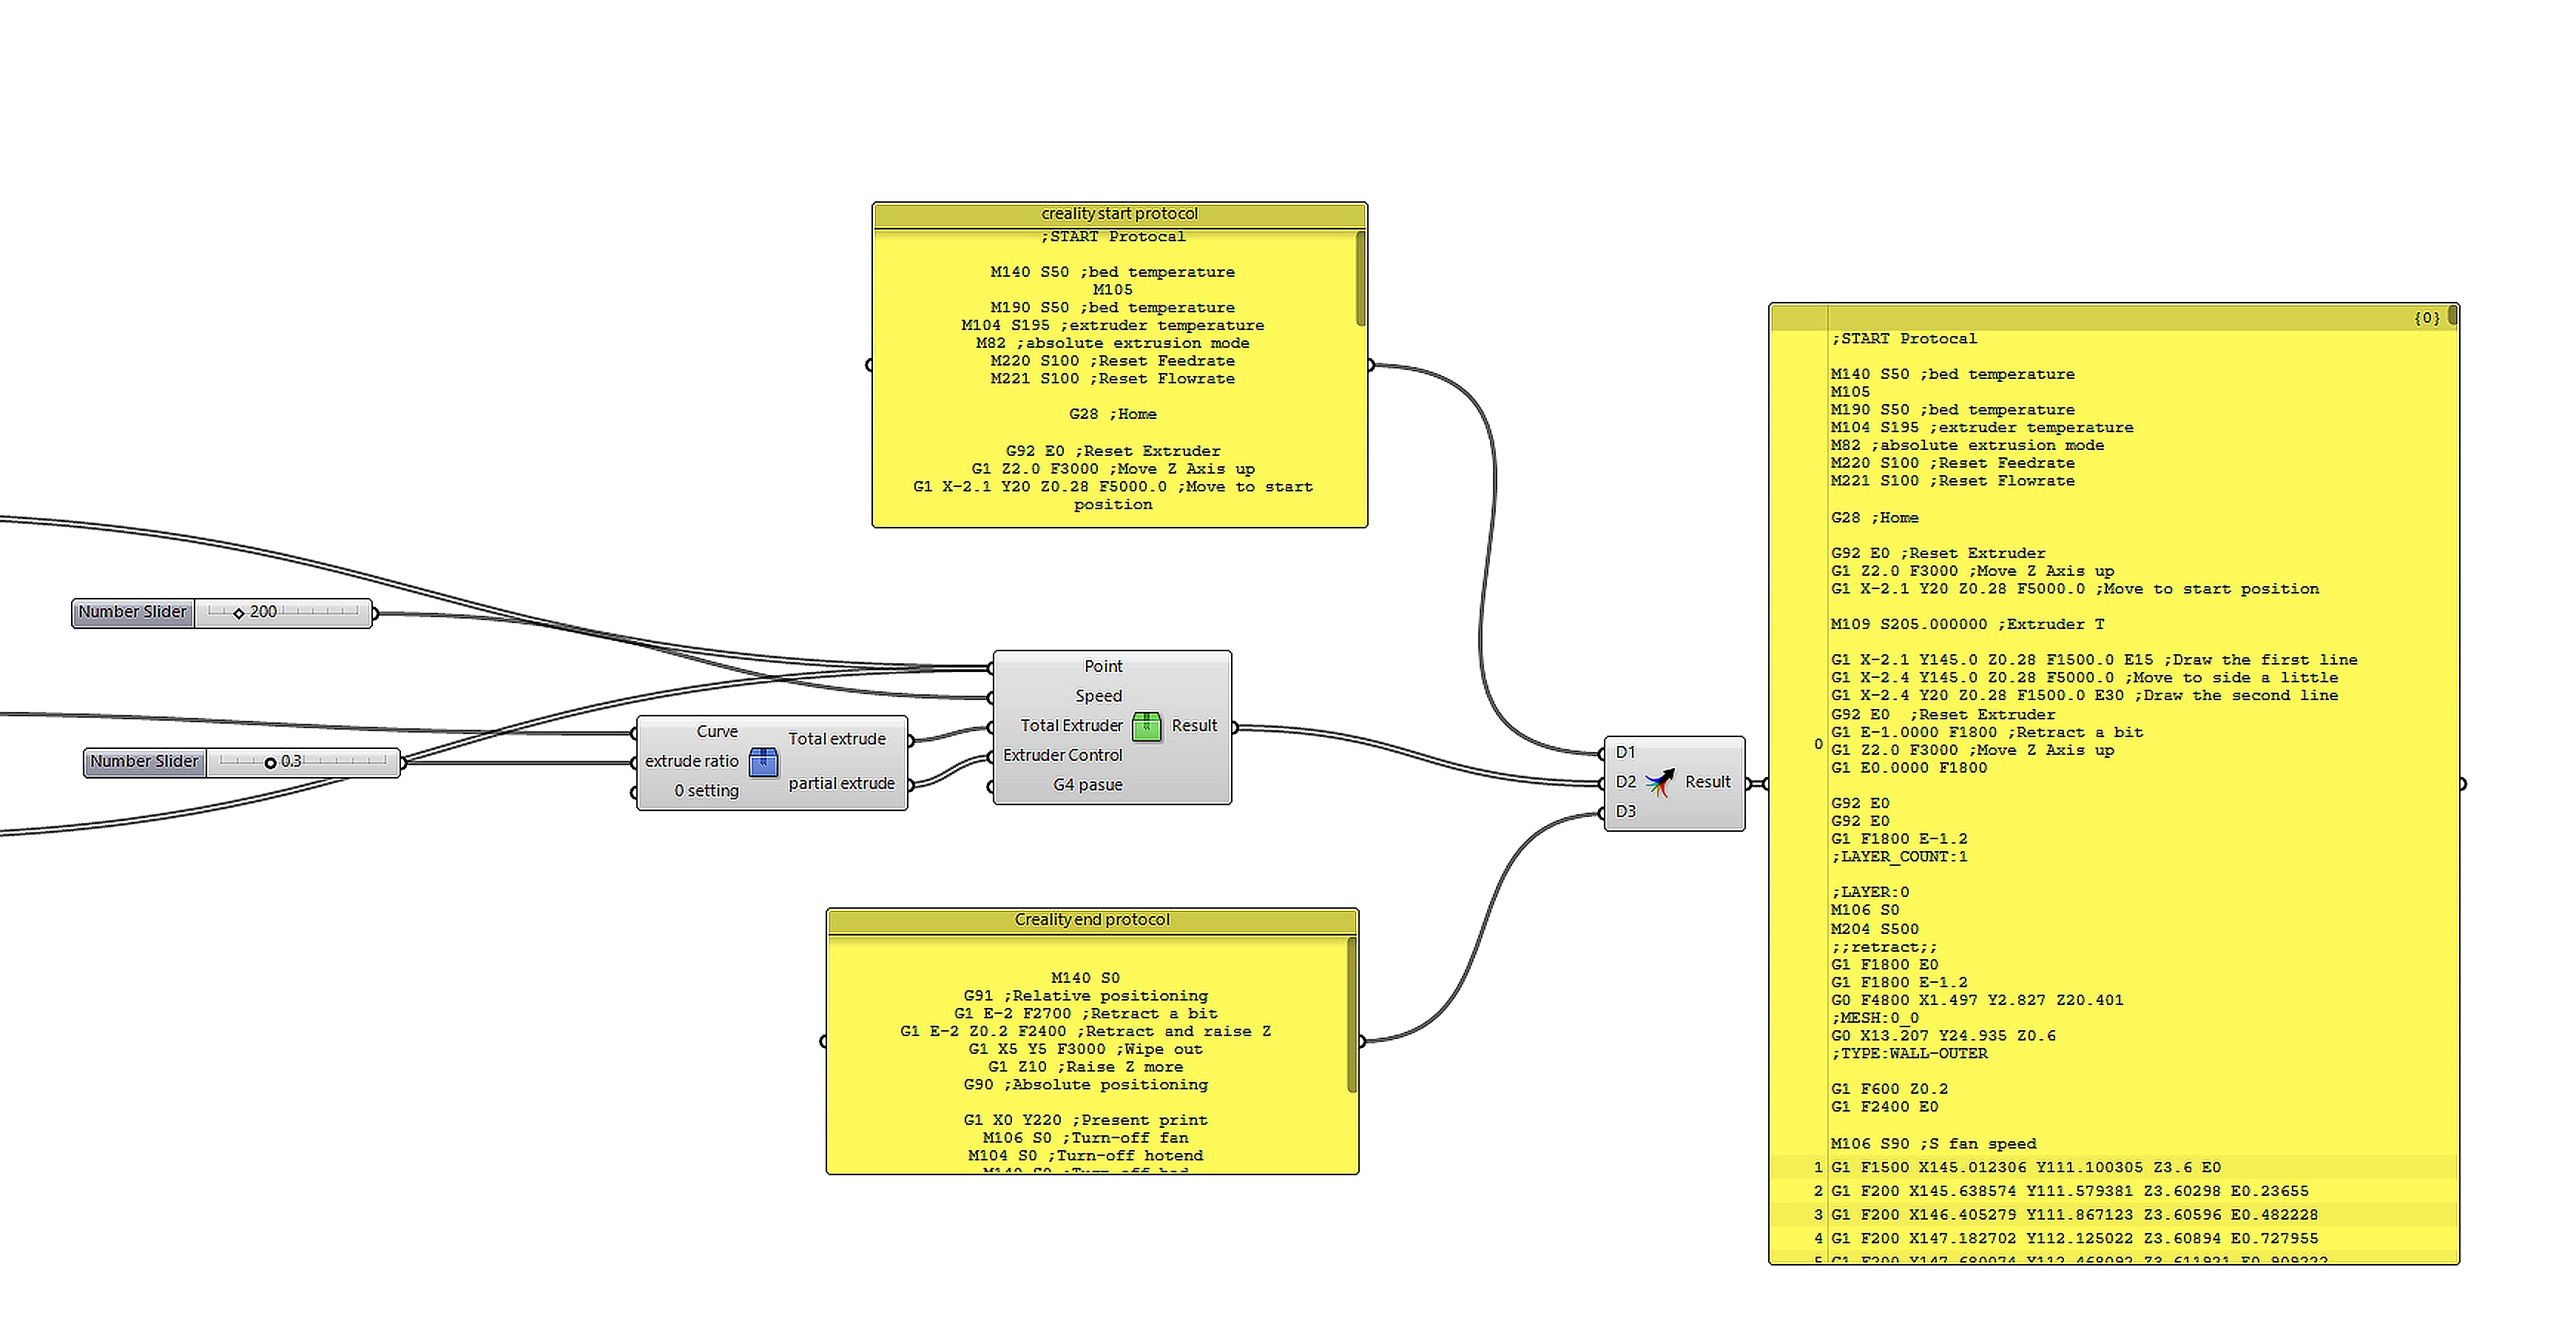 creality start protocol
;START Protocal
M140 S50 ;bed temperature
M105
M190 S50 ;bed temperature
M104 S195 ;extruder temperature
M82 ;absolute extrusion mode
M220 S100 ;Reset Feedrate
M221 S100 ;Reset Flowrate
G28 ;Home
G92 E0 ;Reset Extruder
G1 Z2.0 F3000 ;Move Z Axis up
G1 X-2.1 Y20 Z0.28 F5000.0 ;Move to start
position
Number Slider 200
Number Slider 0.3
Curve
extrude ratio
0 setting
Total extrude
partial extrude
Point
Speed
Total Extruder
Extruder Control
G4 pasue
Result
Creality end protocol
M140 S0
G91 ;Relative positioning
G1 E-2 F2700 ;Retract a bit
G1 E-2 Z0.2 F2400 ;Retract and raise Z
G1 X5 Y5 F3000 ;Wipe out
G1 Z10 ;Raise Z more
G90 ;Absolute positioning
G1 X0 Y220 ;Present print
M106 S0 ;Turn-off fan
M104 S0 ;Turn-off hotend
D1
D2
D3
Result
{0}
0
;START Protocal
M140 S50 ;bed temperature
M105
M190 S50 ;bed temperature
M104 S195 ;extruder temperature
M82 ;absolute extrusion mode
M220 S100 ;Reset Feedrate
M221 S100 ;Reset Flowrate
G28 ;Home
G92 E0 ;Reset Extruder
G1 Z2.0 F3000 ;Move Z Axis up
G1 X-2.1 Y20 Z0.28 F5000.0 ;Move to start position
M109 S205.000000 ;Extruder T
G1 X-2.1 Y145.0 Z0.28 F1500.0 E15 ;Draw the first line
G1 X-2.4 Y145.0 Z0.28 F5000.0 ;Move to side a little
G1 X-2.4 Y20 Z0.28 F1500.0 E30 ;Draw the second line
G92 E0  ;Reset Extruder
G1 E-1.0000 F1800 ;Retract a bit
G1 Z2.0 F3000 ;Move Z Axis up
G1 E0.0000 F1800
G92 E0
G92 E0
G1 F1800 E-1.2
;LAYER_COUNT:1
;LAYER:0
M106 S0
M204 S500
;;retract;;
G1 F1800 E0
G1 F1800 E-1.2
G0 F4800 X1.497 Y2.827 Z20.401
;MESH:0_0
G0 X13.207 Y24.935 Z0.6
;TYPE:WALL-OUTER
G1 F600 Z0.2
G1 F2400 E0
M106 S90 ;S fan speed
1 G1 F1500 X145.012306 Y111.100305 Z3.6 E0
2 G1 F200 X145.638574 Y111.579381 Z3.60298 E0.23655
3 G1 F200 X146.405279 Y111.867123 Z3.60596 E0.482228
4 G1 F200 X147.182702 Y112.125022 Z3.60894 E0.727955